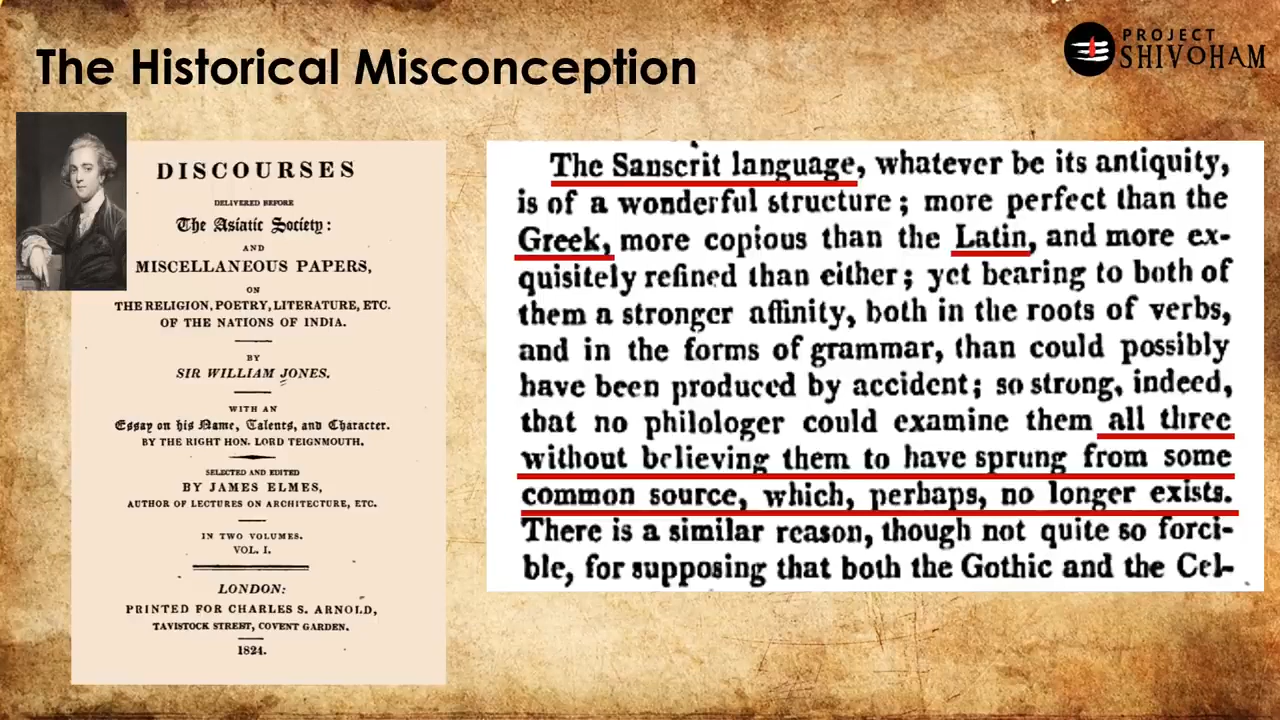 The Historical Misconception
PROJECT
SHIVOHAM
DISCOURSES
DELIVERED BEFORE
The Asiatic Society:
AND
MISCELLANEOUS PAPERS,
ON
THE RELIGION, POETRY, LITERATURE, ETC.
OF THE NATIONS OF INDIA.
BY
SIR WILLIAM JONES.
WITH AN
Essay on his Name, Talents, and Character.
BY THE RIGHT HON. LORD TEIGNMOUTH.
SELECTED AND EDITED
BY JAMES ELMES,
AUTHOR OF LECTURES ON ARCHITECTURE, ETC.
IN TWO VOLUMES.
VOL. I.
LONDON:
PRINTED FOR CHARLES S. ARNOLD,
TAVISTOCK STREET, COVENT GARDEN.
1824.
The Sanscrit language, whatever be its antiquity,
is of a wonderful structure; more perfect than the
Greek, more copious than the Latin, and more ex-
quisitely refined than either; yet bearing to both of
them a stronger affinity, both in the roots of verbs,
and in the forms of grammar, than could possibly
have been produced by accident; so strong, indeed,
that no philologer could examine them all three
without believing them to have sprung from some
common source, which, perhaps, no longer exists.
There is a similar reason, though not quite so forci-
ble, for supposing that both the Gothic and the Cel-